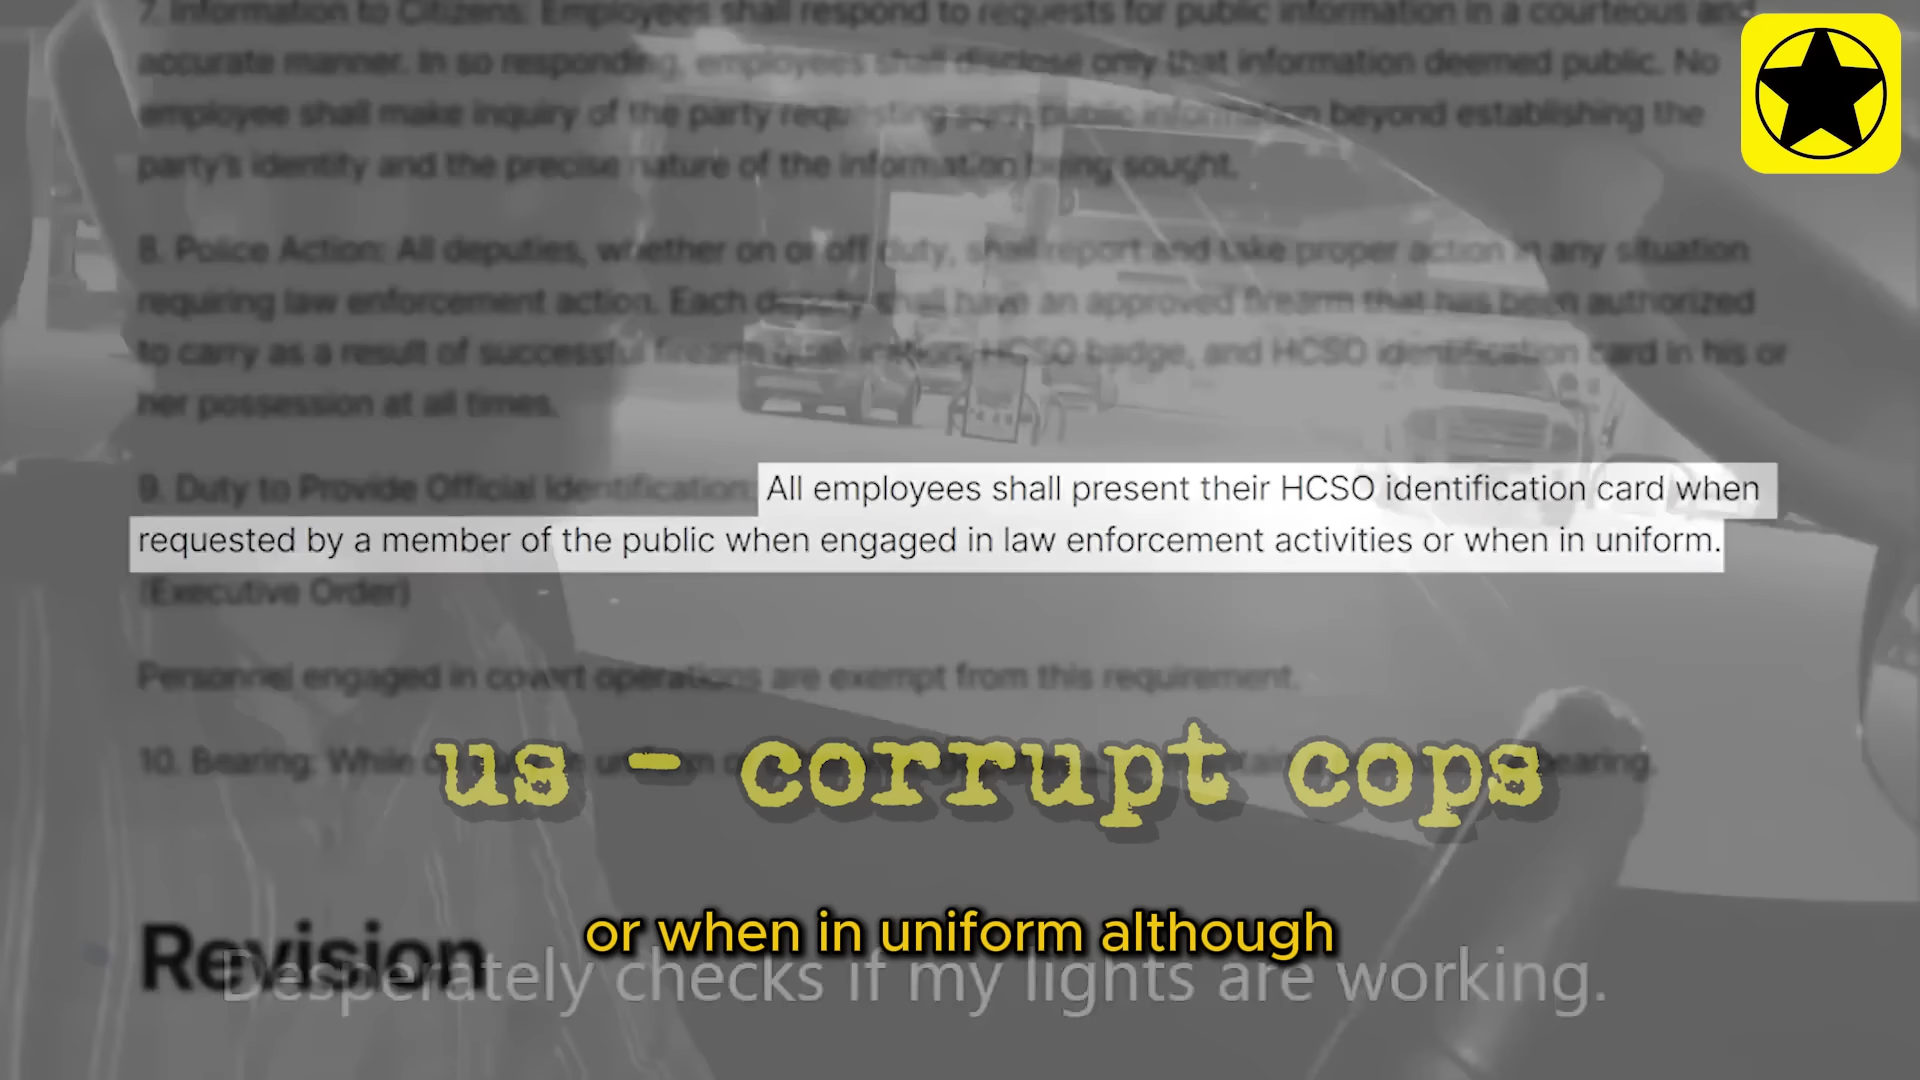 7. Information to Citizens: Employees shall respond to requests for public information in a courteous and
accurate manner. In so responding, employees shall disclose only that information deemed public. No
employee shall make inquiry of the party requesting such public information beyond establishing the
party's identity and the precise nature of the information being sought.
8. Police Action: All deputies, whether on or off duty, shall report and take proper action in any situation
requiring law enforcement action. Each deputy shall have an approved firearm that has been authorized
to carry as a result of successful firearm qualification, HCSO badge, and HCSO identification card in his or
her possession at all times.
9. Duty to Provide Official Identification: All employees shall present their HCSO identification card when
requested by a member of the public when engaged in law enforcement activities or when in uniform.
(Executive Order)
Personnel engaged in covert operations are exempt from this requirement.
10. Bearing: While bearing.
us - corrupt cops
or when in uniform although
Revision
Desperately checks if my lights are working.